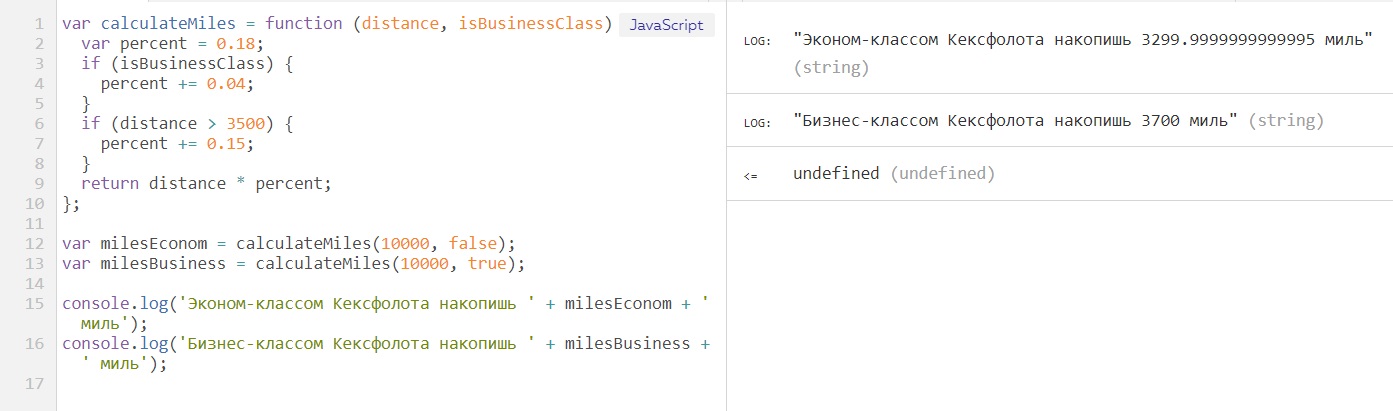 1 var calculateMiles = function (distance, isBusinessClass) JavaScript
2 var percent = 0.18;
3 if (isBusinessClass) {
4 percent += 0.04;
5 }
6 if (distance > 3500) {
7 percent += 0.15;
8 }
9 return distance * percent;
10 };
11
12 var milesEconom = calculateMiles(10000, false);
13 var milesBusiness = calculateMiles(10000, true);
14
15 console.log('Эконом-классом Кексфолота накопишь ' + milesEconom + '
миль');
16 console.log('Бизнес-классом Кексфолота накопишь ' + milesBusiness +
' миль');
17
LOG: "Эконом-классом Кексфолота накопишь 3299.9999999999995 миль"
(string)
LOG: "Бизнес-классом Кексфолота накопишь 3700 миль" (string)
<= undefined (undefined)